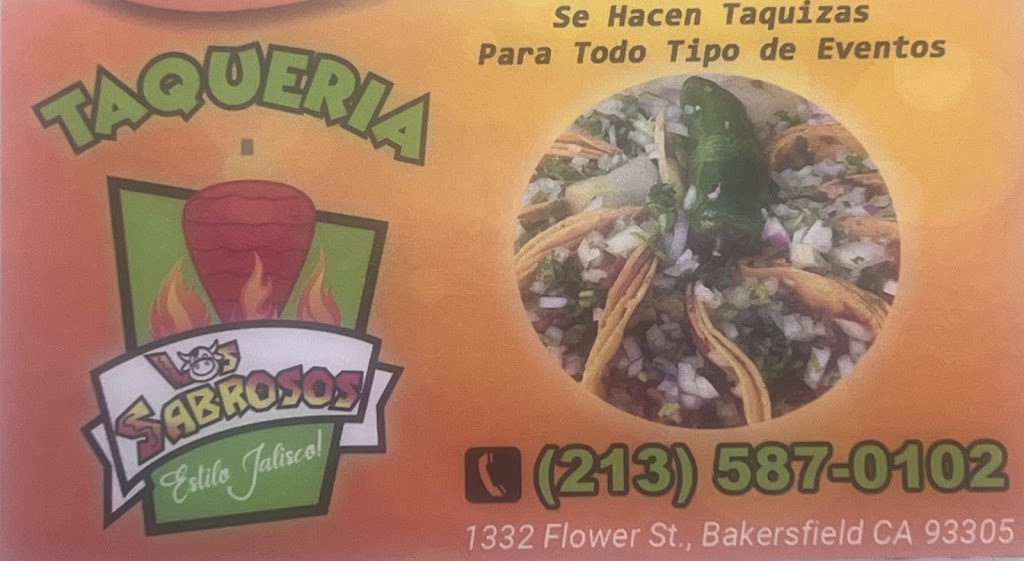 Se Hacen Taquizas
Para Todo Tipo de Eventos
TAQUERIA
LOS
SABROSOS
Estilo Jalisco!
(213) 587-0102
1332 Flower St., Bakersfield CA 93305